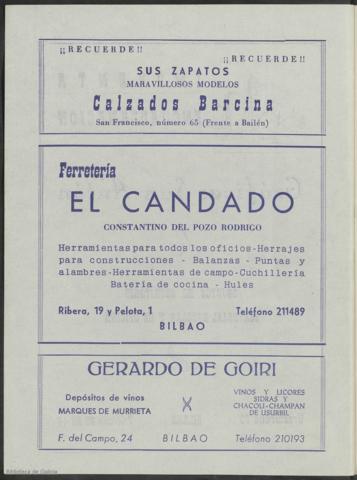 ¡¡RECUERDE!!
¡¡RECUERDE!!
SUS ZAPATOS
MARAVILLOSOS MODELOS
Calzados Barcina
San Francisco, número 65 (Frente a Bailén)
Ferretería
EL CANDADO
CONSTANTINO DEL POZO RODRIGO
Herramientas para todos los oficios-Herrajes
para construcciones - Balanzas - Puntas y
alambres-Herramientas de campo-Cuchillería
Batería de cocina - Hules
Ribera, 19 y Pelota, 1 Teléfono 211489
BILBAO
GERARDO DE GOIRI
Depósitos de vinos
MARQUES DE MURRIETA
X
VINOS Y LICORES
SIDRAS Y
CHACOLI-CHAMPAN
DE USURBIL
F. del Campo, 24 BILBAO Teléfono 210193
Biblioteca de Galicia